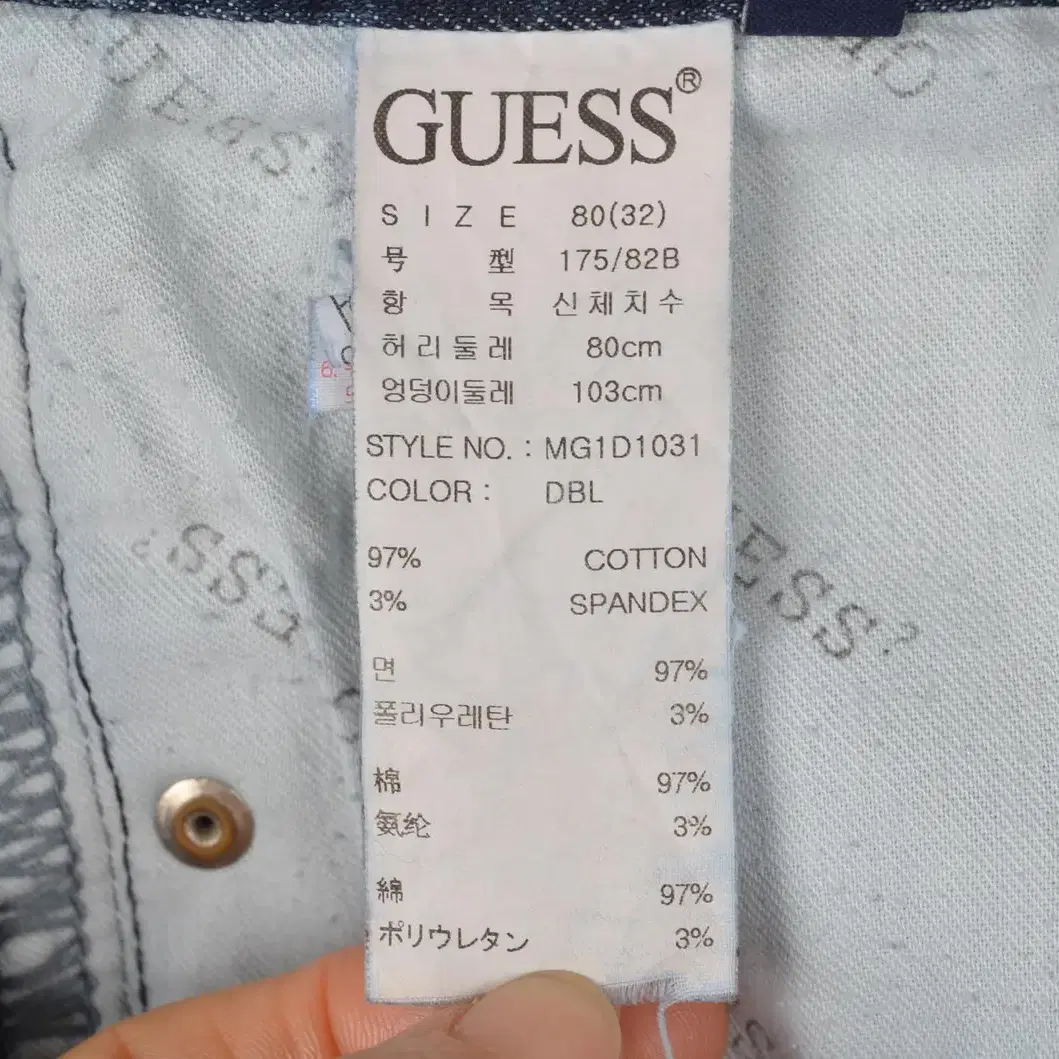 GUESS®
SIZE 80(32)
号型 175/82B
항목 신체치수
허리둘레 80cm
엉덩이둘레 103cm
STYLE NO. : MG1D1031
COLOR : DBL
97% COTTON
3% SPANDEX
면 97%
폴리우레탄 3%
棉 97%
氨纶 3%
綿 97%
ポリウレタン 3%